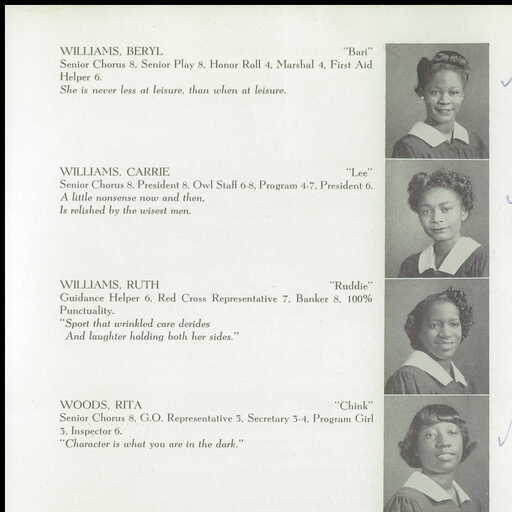 WILLIAMS, BERYL "Bari"
Senior Chorus 8, Senior Play 8, Honor Roll 4, Marshal 4, First Aid
Helper 6.
She is never less at leisure, than when at leisure.
WILLIAMS, CARRIE "Lee"
Senior Chorus 8, President 8, Owl Staff 6-8, Program 4-7, President 6.
A little nonsense now and then,
Is relished by the wisest men.
WILLIAMS, RUTH "Ruddie"
Guidance Helper 6, Red Cross Representative 7, Banker 8, 100%
Punctuality.
"Sport that wrinkled care derides
And laughter holding both her sides."
WOODS, RITA "Chink"
Senior Chorus 8, G.O. Representative 3, Secretary 3-4, Program Girl
3, Inspector 6.
"Character is what you are in the dark."